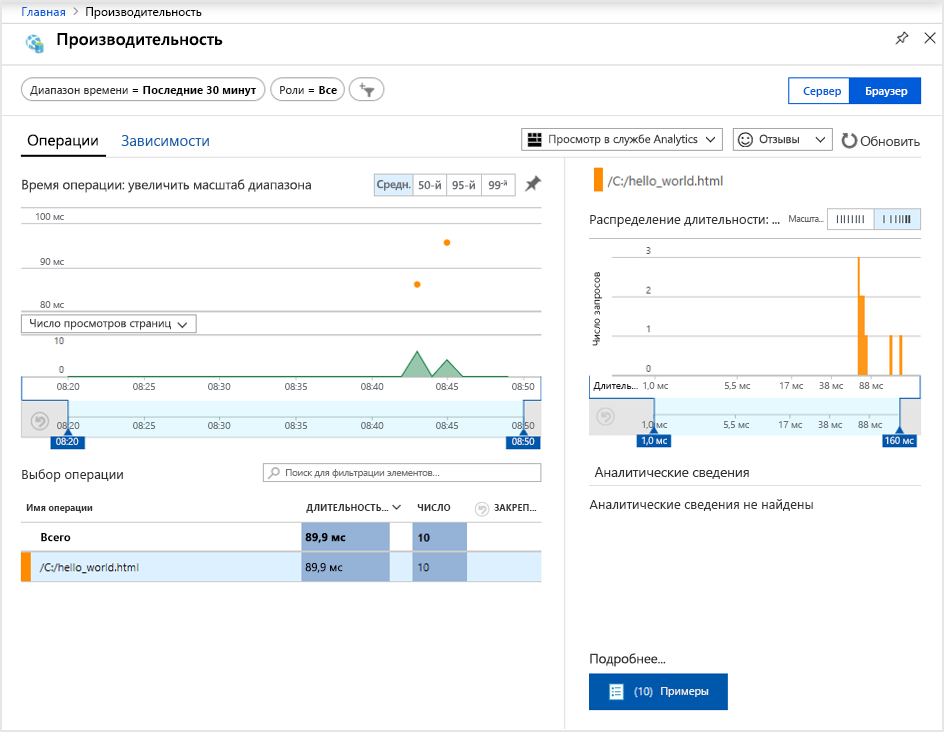 Главная > Производительность
Производительность
Диапазон времени = Последние 30 минут
Роли = Все
Сервер
Браузер
Операции
Зависимости
Просмотр в службе Analytics
Отзывы
Обновить
Время операции: увеличить масштаб диапазона
Средн. 50-й 95-й 99-й
100 мс
90 мс
80 мс
Число просмотров страниц
10
0
08:20 08:25 08:30 08:35 08:40 08:45 08:50
08:20 08:25 08:30 08:35 08:40 08:45 08:50
08:20 08:50
Выбор операции
Поиск для фильтрации элементов...
Имя операции ДЛИТЕЛЬНОСТЬ... ЧИСЛО ЗАКРЕП...
Всего 89,9 мс 10
/C:/hello_world.html 89,9 мс 10
/C:/hello_world.html
Распределение длительности: ... Масшта...
Число запросов
3
2
1
0
Длитель... 1,0 мс 5,5 мс 17 мс 38 мс 88 мс
1,0 мс 5,5 мс 17 мс 38 мс 88 мс
1,0 мс 160 мс
Аналитические сведения
Аналитические сведения не найдены
Подробнее...
(10) Примеры